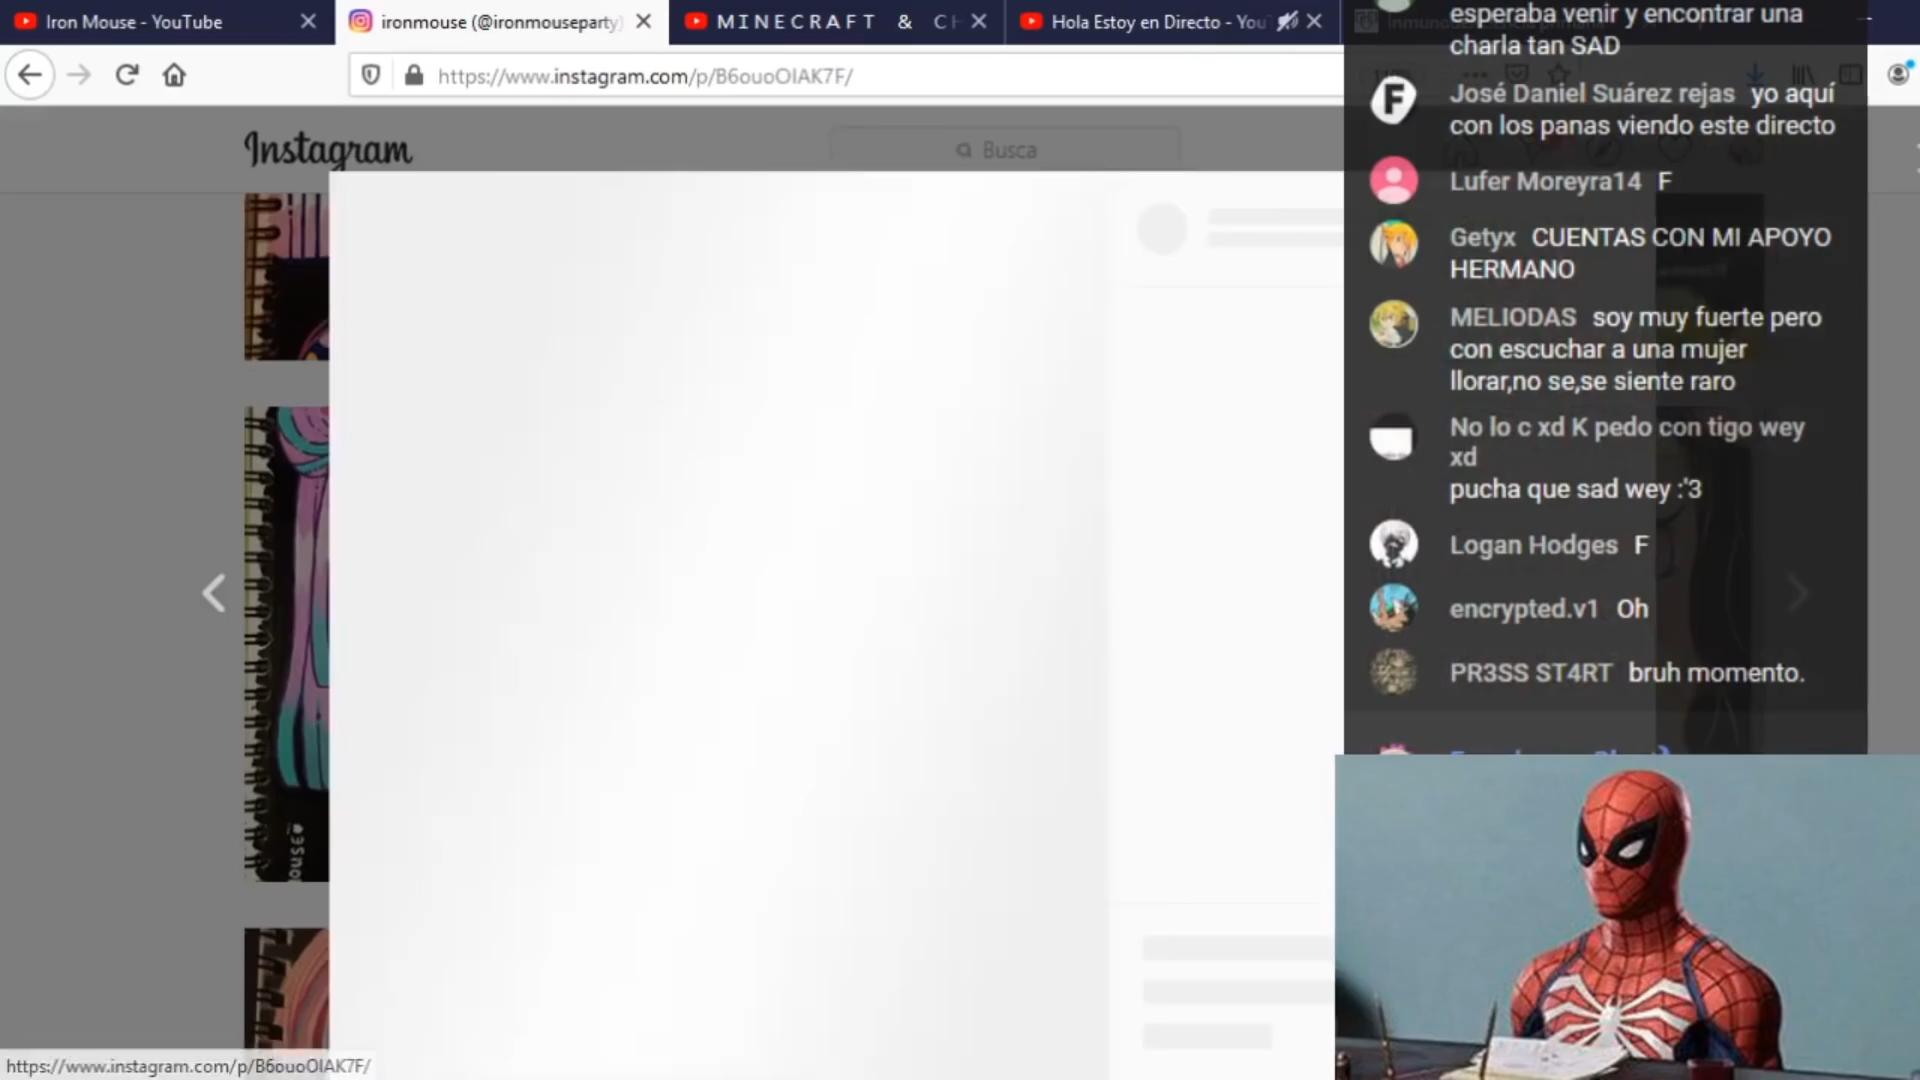 Iron Mouse - YouTube
ironmouse (@ironmouseparty)
M I N E C R A F T & C H
Hola Estoy en Directo - You
https://www.instagram.com/p/B6ouoOIAK7F/
Instagram
Busca
esperaba venir y encontrar una
charla tan SAD
José Daniel Suárez rejas yo aquí
con los panas viendo este directo
Lufer Moreyra14 F
Getyx CUENTAS CON MI APOYO
HERMANO
MELIODAS soy muy fuerte pero
con escuchar a una mujer
llorar,no se,se siente raro
No lo c xd K pedo con tigo wey
xd
pucha que sad wey :'3
Logan Hodges F
encrypted.v1 Oh
PR3SS ST4RT bruh momento.
https://www.instagram.com/p/B6ouoOIAK7F/